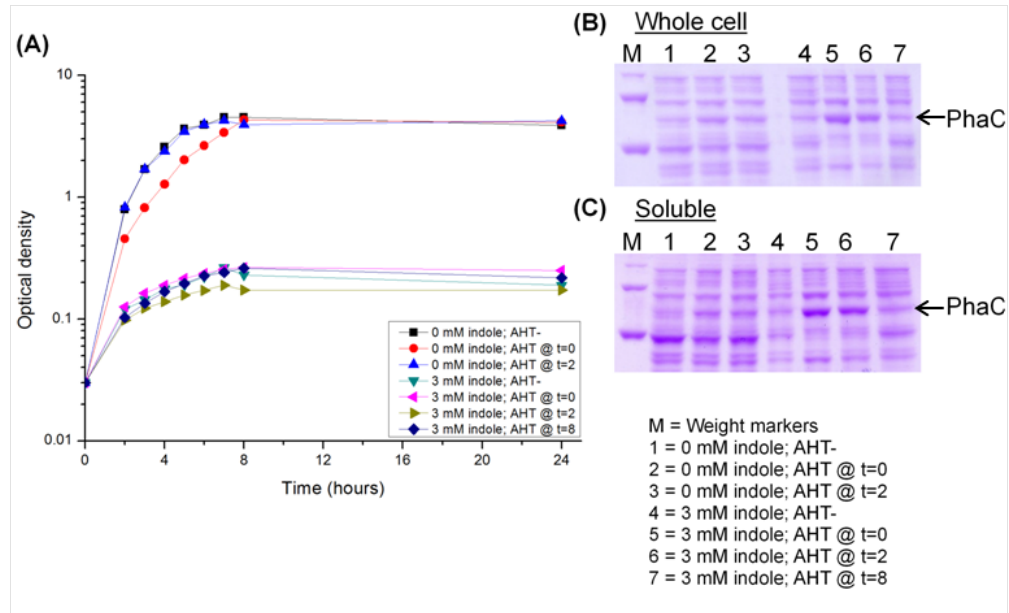 (A)
10
1
0.1
0.01
Optical density
0 4 8 12 16 20 24
Time (hours)
0 mM indole; AHT-
0 mM indole; AHT @ t=0
0 mM indole; AHT @ t=2
3 mM indole; AHT-
3 mM indole; AHT @ t=0
3 mM indole; AHT @ t=2
3 mM indole; AHT @ t=8
(B) Whole cell
M 1 2 3 4 5 6 7
PhaC
(C) Soluble
M 1 2 3 4 5 6 7
PhaC
M = Weight markers
1 = 0 mM indole; AHT-
2 = 0 mM indole; AHT @ t=0
3 = 0 mM indole; AHT @ t=2
4 = 3 mM indole; AHT-
5 = 3 mM indole; AHT @ t=0
6 = 3 mM indole; AHT @ t=2
7 = 3 mM indole; AHT @ t=8